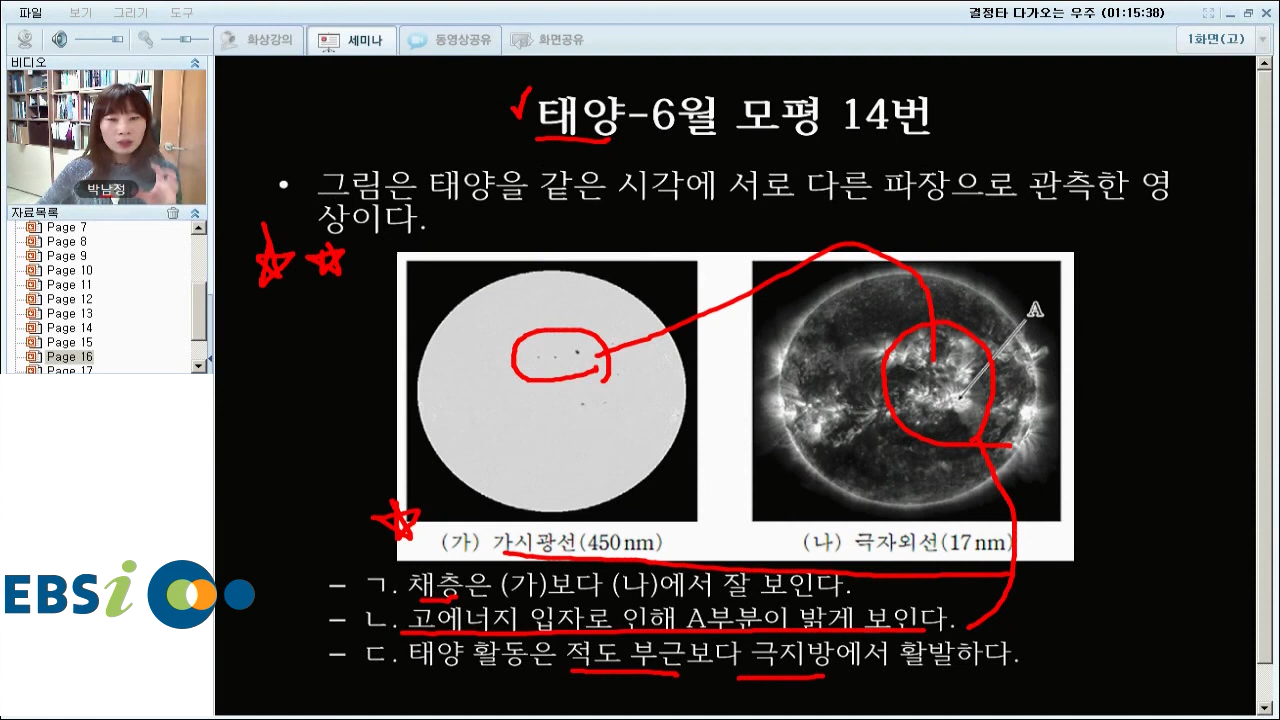 파일 보기 그리기 도구 결정타 다가오는 우주 (01:15:38)
화상강의 세미나 동영상공유 화면공유 1화면(고)
비디오
박남정
자료목록
Page 7
Page 8
Page 9
Page 10
Page 11
Page 12
Page 13
Page 14
Page 15
Page 16
Page 17
태양-6월 모평 14번
• 그림은 태양을 같은 시각에 서로 다른 파장으로 관측한 영
상이다.
A
(가) 가시광선(450 nm) (나) 극자외선(17 nm)
EBSi
– ㄱ. 채층은 (가)보다 (나)에서 잘 보인다.
– ㄴ. 고에너지 입자로 인해 A부분이 밝게 보인다.
– ㄷ. 태양 활동은 적도 부근보다 극지방에서 활발하다.